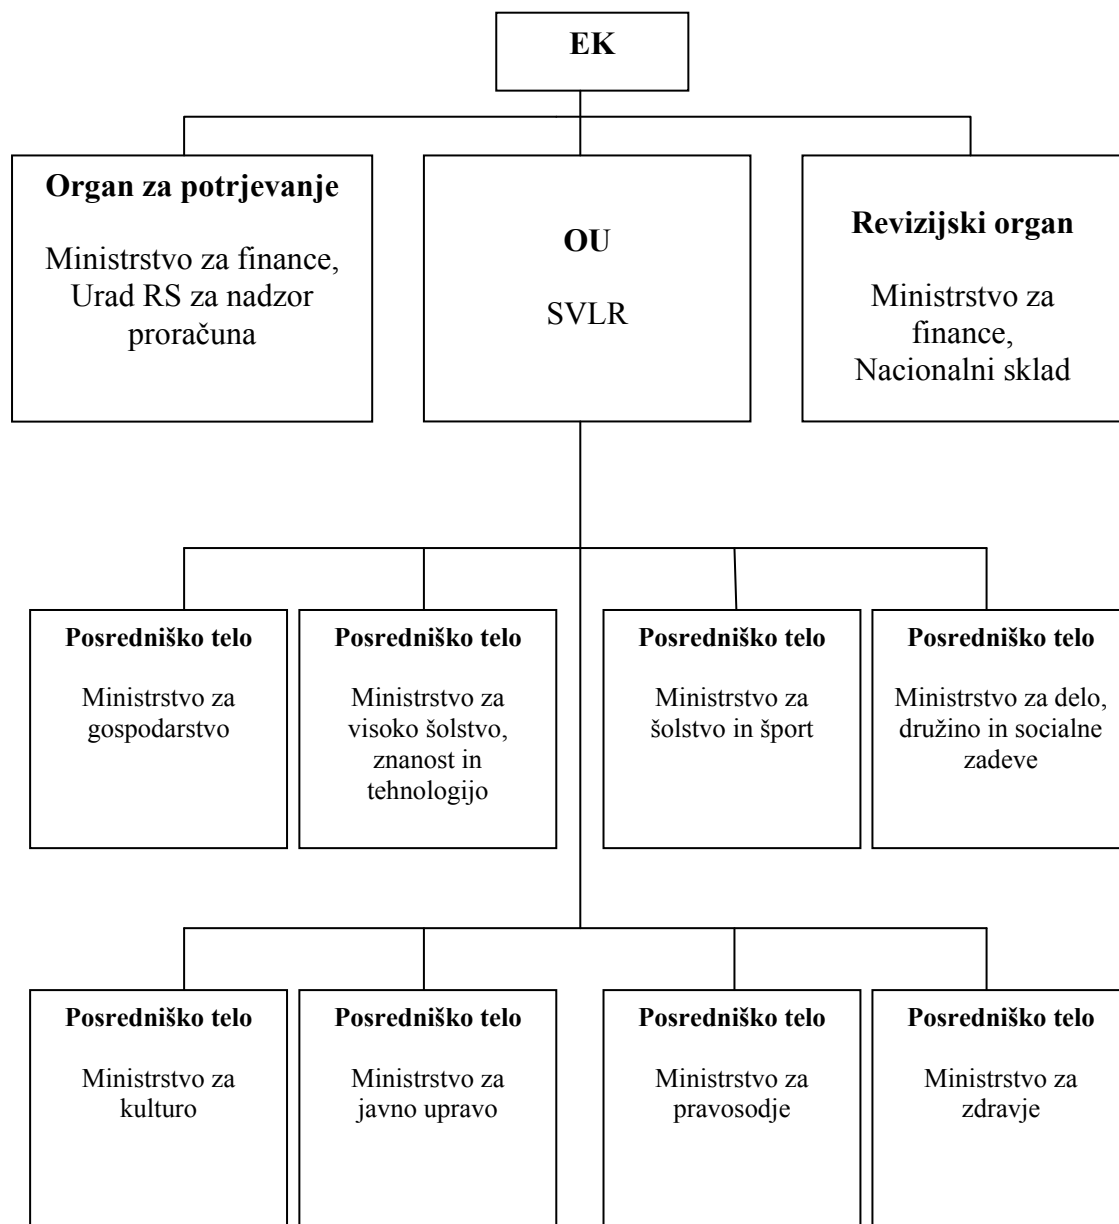 EK
Organ za potrjevanje
Ministrstvo za finance,
Urad RS za nadzor
proračuna
OU
SVLR
Revizijski organ
Ministrstvo za
finance,
Nacionalni sklad
Posredniško telo
Ministrstvo za
gospodarstvo
Posredniško telo
Ministrstvo za
visoko šolstvo,
znanost in
tehnologijo
Posredniško telo
Ministrstvo za
šolstvo in šport
Posredniško telo
Ministrstvo za delo,
družino in socialne
zadeve
Posredniško telo
Ministrstvo za
kulturo
Posredniško telo
Ministrstvo za
javno upravo
Posredniško telo
Ministrstvo za
pravosodje
Posredniško telo
Ministrstvo za
zdravje